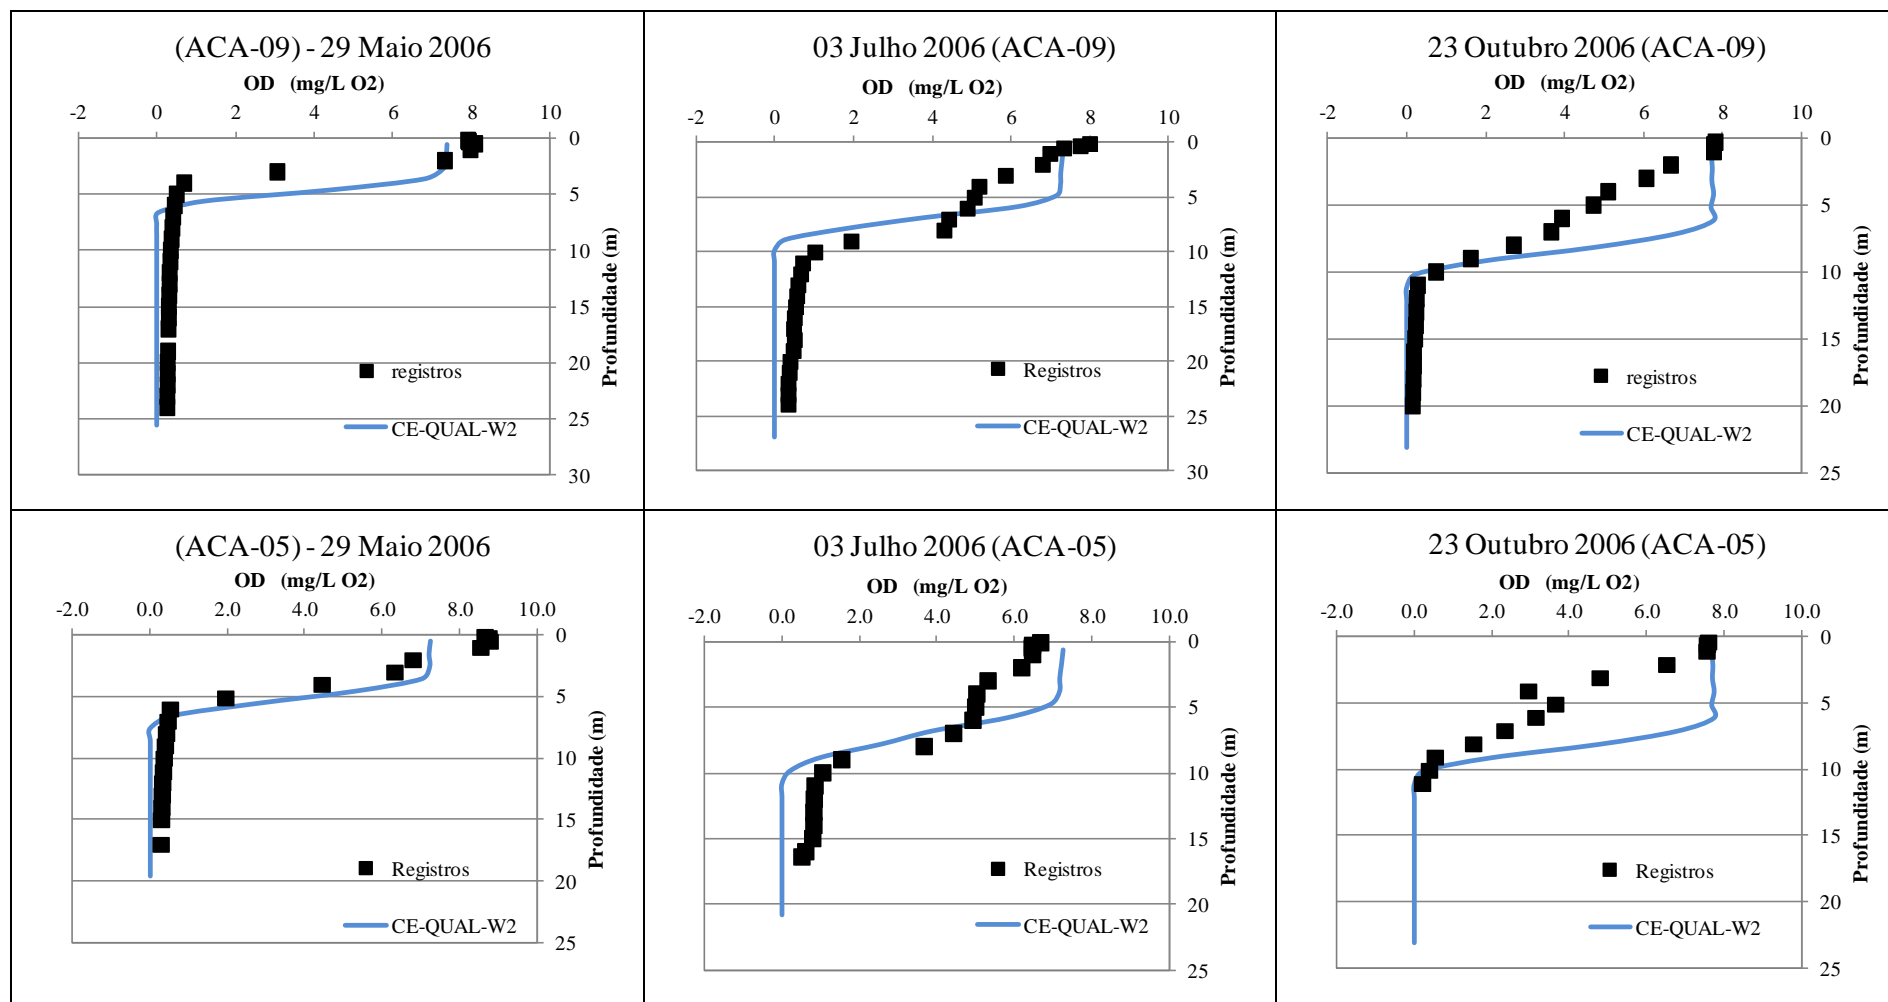 (ACA-09) - 29 Maio 2006
OD (mg/L O2)
-2 0 2 4 6 8 10
0
5
10
15
20
25
30
Profundidade (m)
registros
CE-QUAL-W2
03 Julho 2006 (ACA-09)
OD (mg/L O2)
-2 0 2 4 6 8 10
0
5
10
15
20
25
30
Profundidade (m)
Registros
CE-QUAL-W2
23 Outubro 2006 (ACA-09)
OD (mg/L O2)
-2 0 2 4 6 8 10
0
5
10
15
20
25
Profundidade (m)
registros
CE-QUAL-W2
(ACA-05) - 29 Maio 2006
OD (mg/L O2)
-2.0 0.0 2.0 4.0 6.0 8.0 10.0
0
5
10
15
20
25
Profundidade (m)
Registros
CE-QUAL-W2
03 Julho 2006 (ACA-05)
OD (mg/L O2)
-2.0 0.0 2.0 4.0 6.0 8.0 10.0
0
5
10
15
20
25
Profundidade (m)
Registros
CE-QUAL-W2
23 Outubro 2006 (ACA-05)
OD (mg/L O2)
-2.0 0.0 2.0 4.0 6.0 8.0 10.0
0
5
10
15
20
25
Profundidade (m)
Registros
CE-QUAL-W2